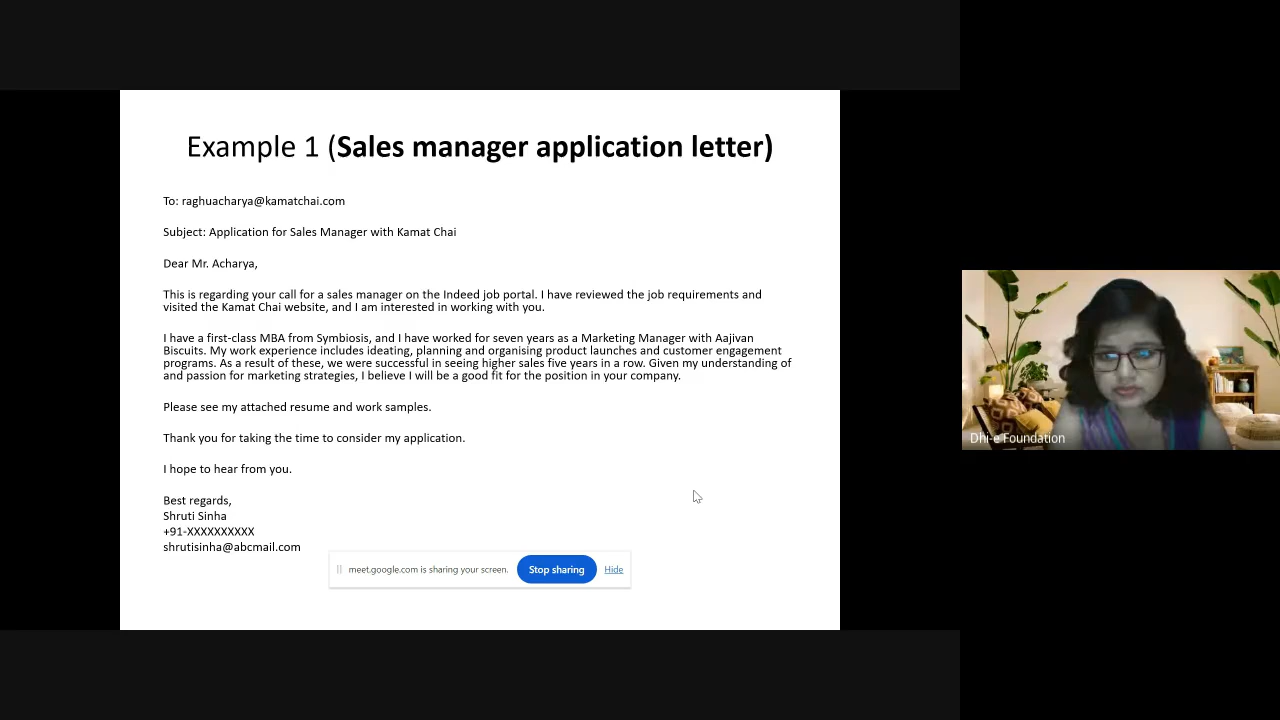 Example 1 (Sales manager application letter)
To: raghuacharya@kamatchai.com
Subject: Application for Sales Manager with Kamat Chai
Dear Mr. Acharya,
This is regarding your call for a sales manager on the Indeed job portal. I have reviewed the job requirements and
visited the Kamat Chai website, and I am interested in working with you.
I have a first-class MBA from Symbiosis, and I have worked for seven years as a Marketing Manager with Aajivan
Biscuits. My work experience includes ideating, planning and organising product launches and customer engagement
programs. As a result of these, we were successful in seeing higher sales five years in a row. Given my understanding of
and passion for marketing strategies, I believe I will be a good fit for the position in your company.
Please see my attached resume and work samples.
Thank you for taking the time to consider my application.
I hope to hear from you.
Best regards,
Shruti Sinha
+91-XXXXXXXXXX
shrutisinha@abcmail.com
meet.google.com is sharing your screen. Stop sharing Hide
Dhi-e Foundation